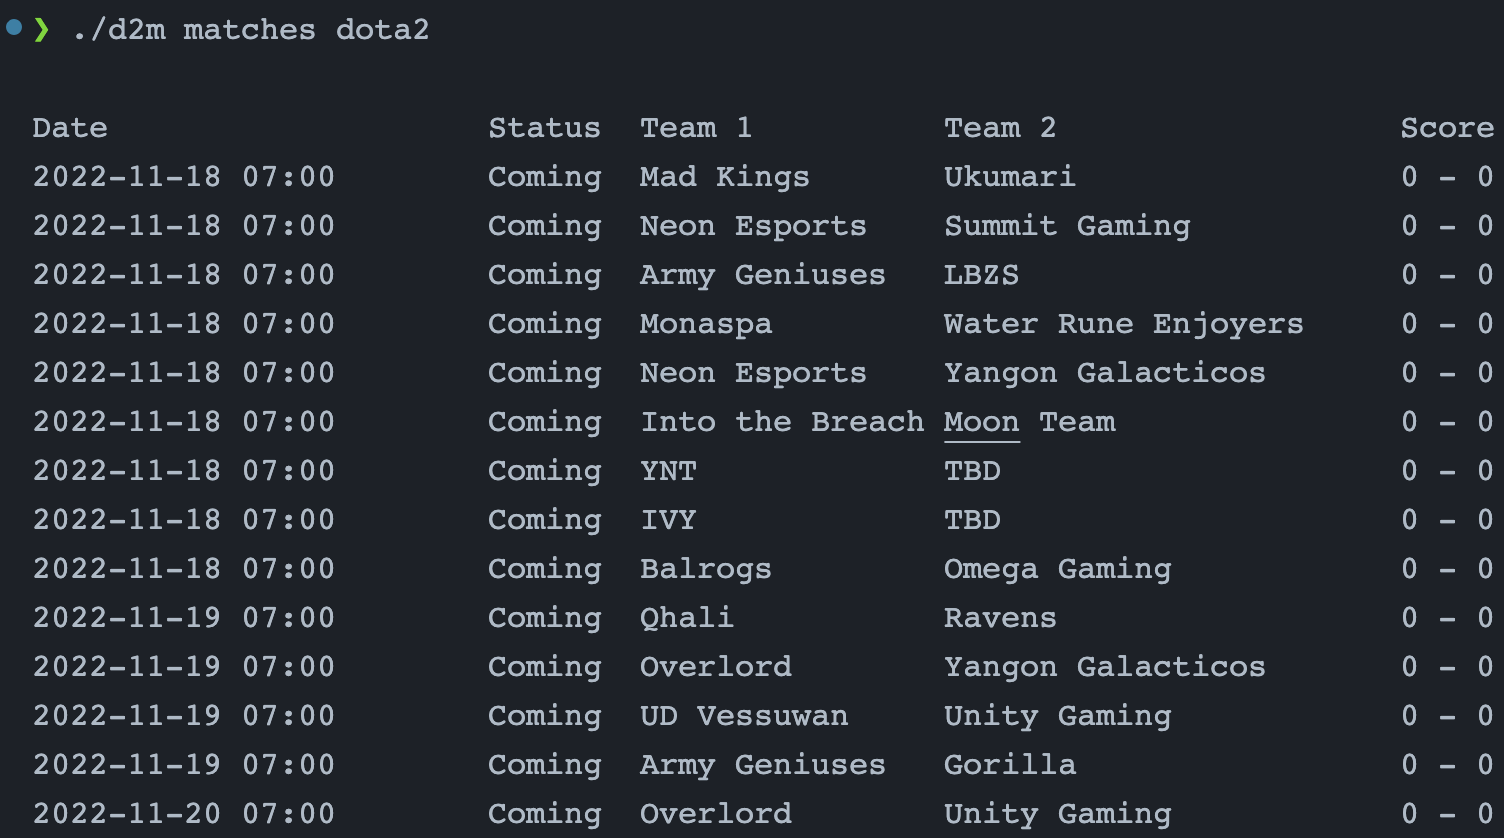 ❯ ./d2m matches dota2
Date Status Team 1 Team 2 Score
2022-11-18 07:00 Coming Mad Kings Ukumari 0 - 0
2022-11-18 07:00 Coming Neon Esports Summit Gaming 0 - 0
2022-11-18 07:00 Coming Army Geniuses LBZS 0 - 0
2022-11-18 07:00 Coming Monaspa Water Rune Enjoyers 0 - 0
2022-11-18 07:00 Coming Neon Esports Yangon Galacticos 0 - 0
2022-11-18 07:00 Coming Into the Breach Moon Team 0 - 0
2022-11-18 07:00 Coming YNT TBD 0 - 0
2022-11-18 07:00 Coming IVY TBD 0 - 0
2022-11-18 07:00 Coming Balrogs Omega Gaming 0 - 0
2022-11-19 07:00 Coming Qhali Ravens 0 - 0
2022-11-19 07:00 Coming Overlord Yangon Galacticos 0 - 0
2022-11-19 07:00 Coming UD Vessuwan Unity Gaming 0 - 0
2022-11-19 07:00 Coming Army Geniuses Gorilla 0 - 0
2022-11-20 07:00 Coming Overlord Unity Gaming 0 - 0